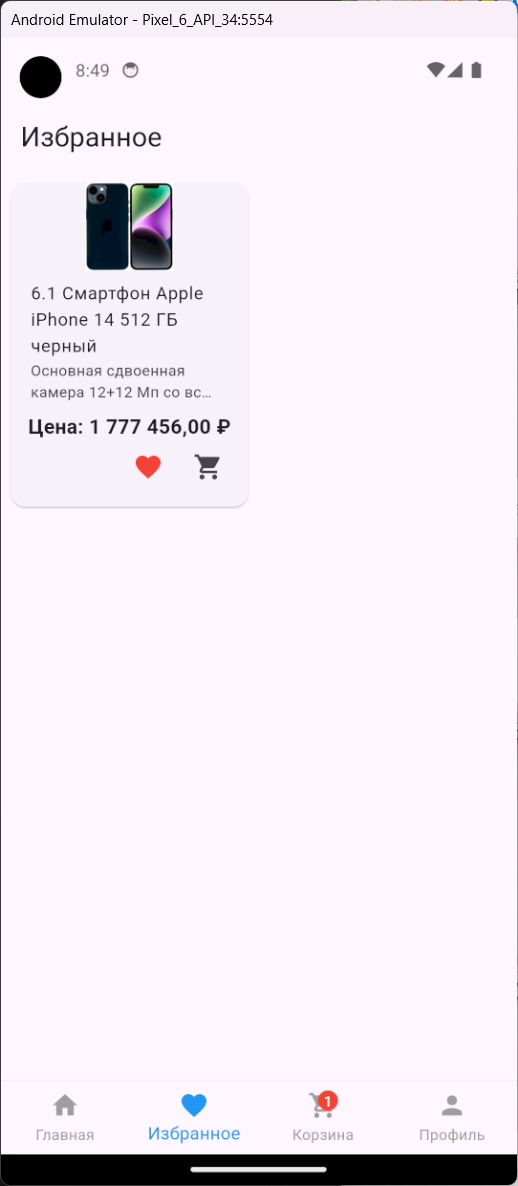 Android Emulator - Pixel_6_API_34:5554
8:49
Избранное
6.1 Смартфон Apple
iPhone 14 512 ГБ
черный
Основная сдвоенная
камера 12+12 Мп со вс...
Цена: 1 777 456,00 ₽
1
Главная
Избранное
Корзина
Профиль